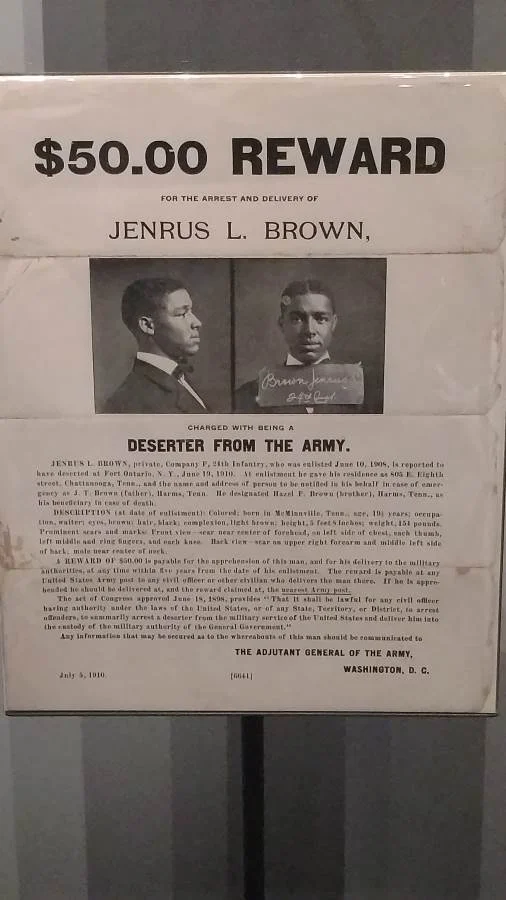 $50.00 REWARD
FOR THE ARREST AND DELIVERY OF
JENRUS L. BROWN,
Brown, Jenrus
24th Inf.
CHARGED WITH BEING A
DESERTER FROM THE ARMY.
JENRUS L. BROWN, private, Company F, 24th Infantry, who was enlisted June 10, 1908, is reported to
have deserted at Fort Ontario, N. Y., June 19, 1910. At enlistment he gave his residence as 805 E. Eighth
street, Chattanooga, Tenn., and the name and address of person to be notified in his behalf in case of emer-
gency as J. T. Brown (father), Harms, Tenn. He designated Hazel F. Brown (brother), Harms, Tenn., as
his beneficiary in case of death.
DESCRIPTION (at date of enlistment): Colored; born in McMinnville, Tenn., age, years; occupa-
tion, waiter; eyes, brown; hair, black; complexion, light brown; height, 5 feet 8 inches; weight, 151 pounds.
Prominent scars and marks: Front view—scar near center of forehead, on left side of chest, each thumb,
left middle and ring fingers, and each knee. Back view—scar on upper right forearm and middle left side
of back, mole near center of neck.
A REWARD OF $50.00 is payable for the apprehension of this man, and for his delivery to the military
authorities, at any time within five years from the date of his enlistment. The reward is payable at any
United States Army post to any civil officer or other civilian who delivers the man there. If he is appre-
hended he should be delivered at, and the reward claimed at, the nearest Army post.
The act of Congress approved June 18, 1898, provides "That it shall be lawful for any civil officer
having authority under the laws of the United States, or of any State, Territory, or District, to arrest
offenders, to summarily arrest a deserter from the military service of the United States and deliver him into
the custody of the military authority of the General Government."
Any information that may be secured as to the whereabouts of this man should be communicated to
THE ADJUTANT GENERAL OF THE ARMY,
WASHINGTON, D. C.
July 5, 1910. [6641]